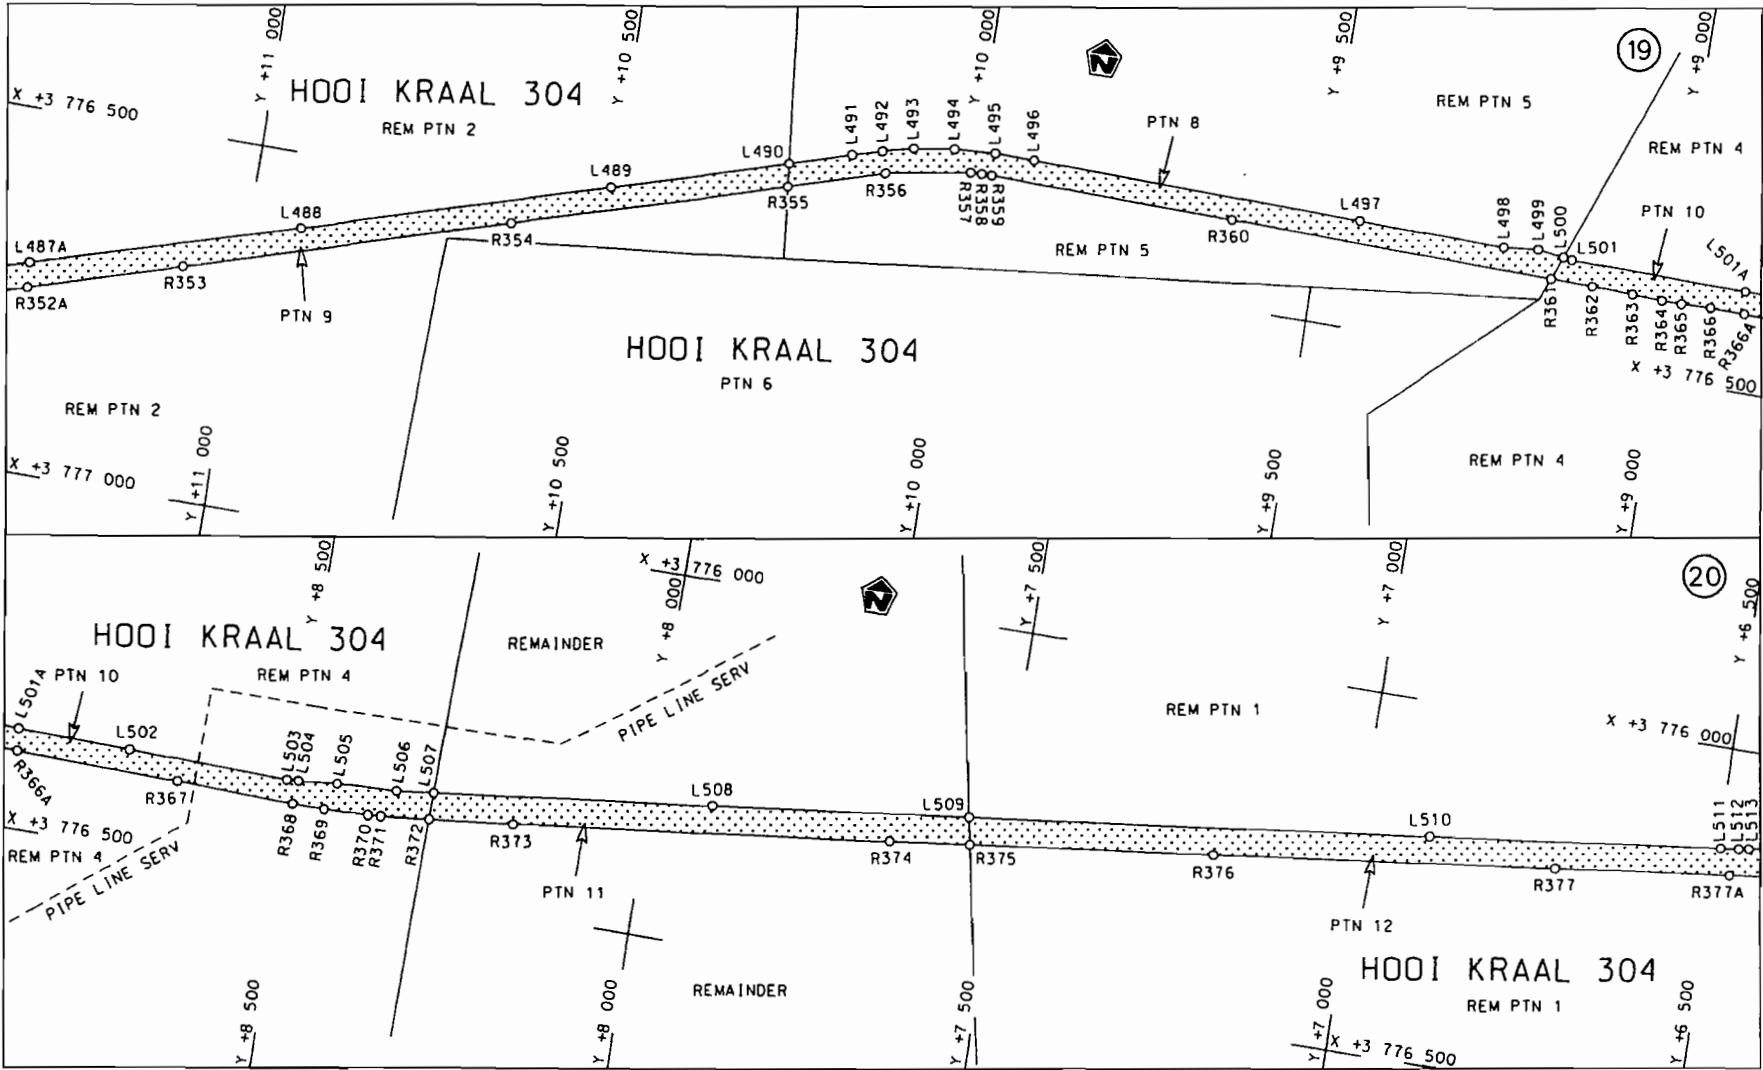 Y +11 000
Y +10 500
Y +10 000
Y +9 500
Y +9 000
19
N
X +3 776 500
HOOI KRAAL 304
REM PTN 2
REM PTN 5
PTN 8
REM PTN 4
PTN 10
L487A
L488
L489
L490
L491
L492
L493
L494
L495
L496
L497
L498
L499
L500
L501
L501A
R352A
R353
R354
R355
R356
R357
R358
R359
R360
R361
R362
R363
R364
R365
R366
R366A
PTN 9
REM PTN 5
HOOI KRAAL 304
PTN 6
X +3 776 500
REM PTN 2
REM PTN 4
X +3 777 000
Y +11 000
Y +10 500
Y +10 000
Y +9 500
Y +9 000
Y +8 500
X +3 776 000
Y +8 000
N
Y +7 500
Y +7 000
20
Y +6 500
HOOI KRAAL 304
REM PTN 4
REMAINDER
PIPE LINE SERV
REM PTN 1
X +3 776 000
PTN 10
L501A
L502
L503
L504
L505
L506
L507
L508
L509
L510
L511
L512
L513
R366A
R367
R368
R369
R370
R371
R372
R373
R374
R375
R376
R377
R377A
X +3 776 500
REM PTN 4
PIPE LINE SERV
PTN 11
PTN 12
REMAINDER
HOOI KRAAL 304
REM PTN 1
Y +8 500
Y +8 000
Y +7 500
Y +7 000
X +3 776 500
Y +6 500